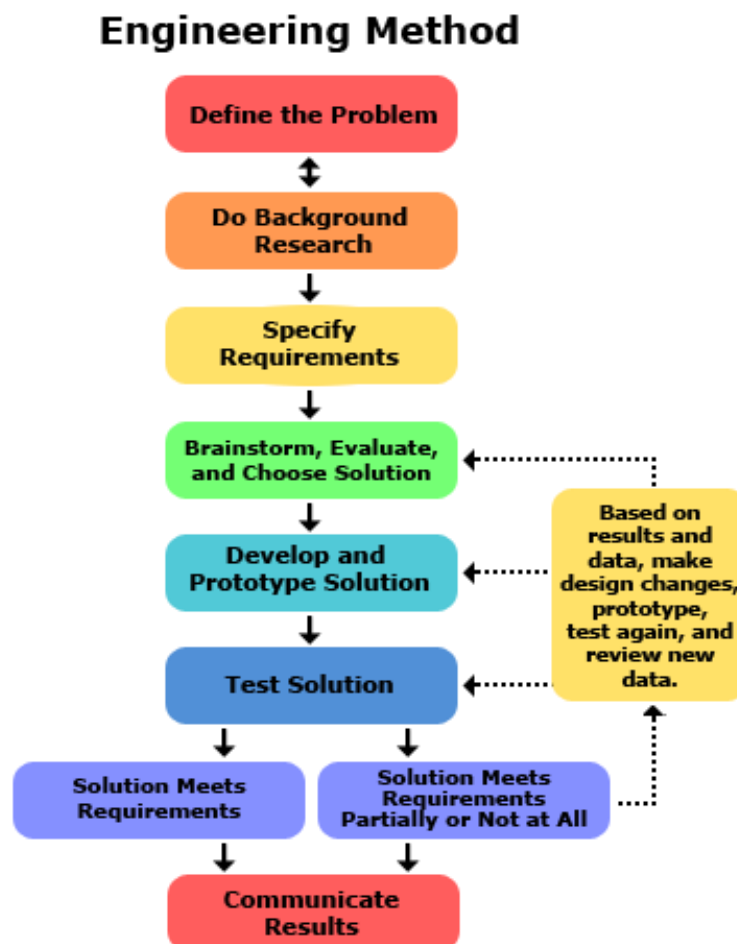 Engineering Method
Define the Problem
Do Background
Research
Specify
Requirements
Brainstorm, Evaluate,
and Choose Solution
Develop and
Prototype Solution
Test Solution
Based on
results and
data, make
design changes,
prototype,
test again, and
review new
data.
Solution Meets
Requirements
Solution Meets
Requirements
Partially or Not at All
Communicate
Results